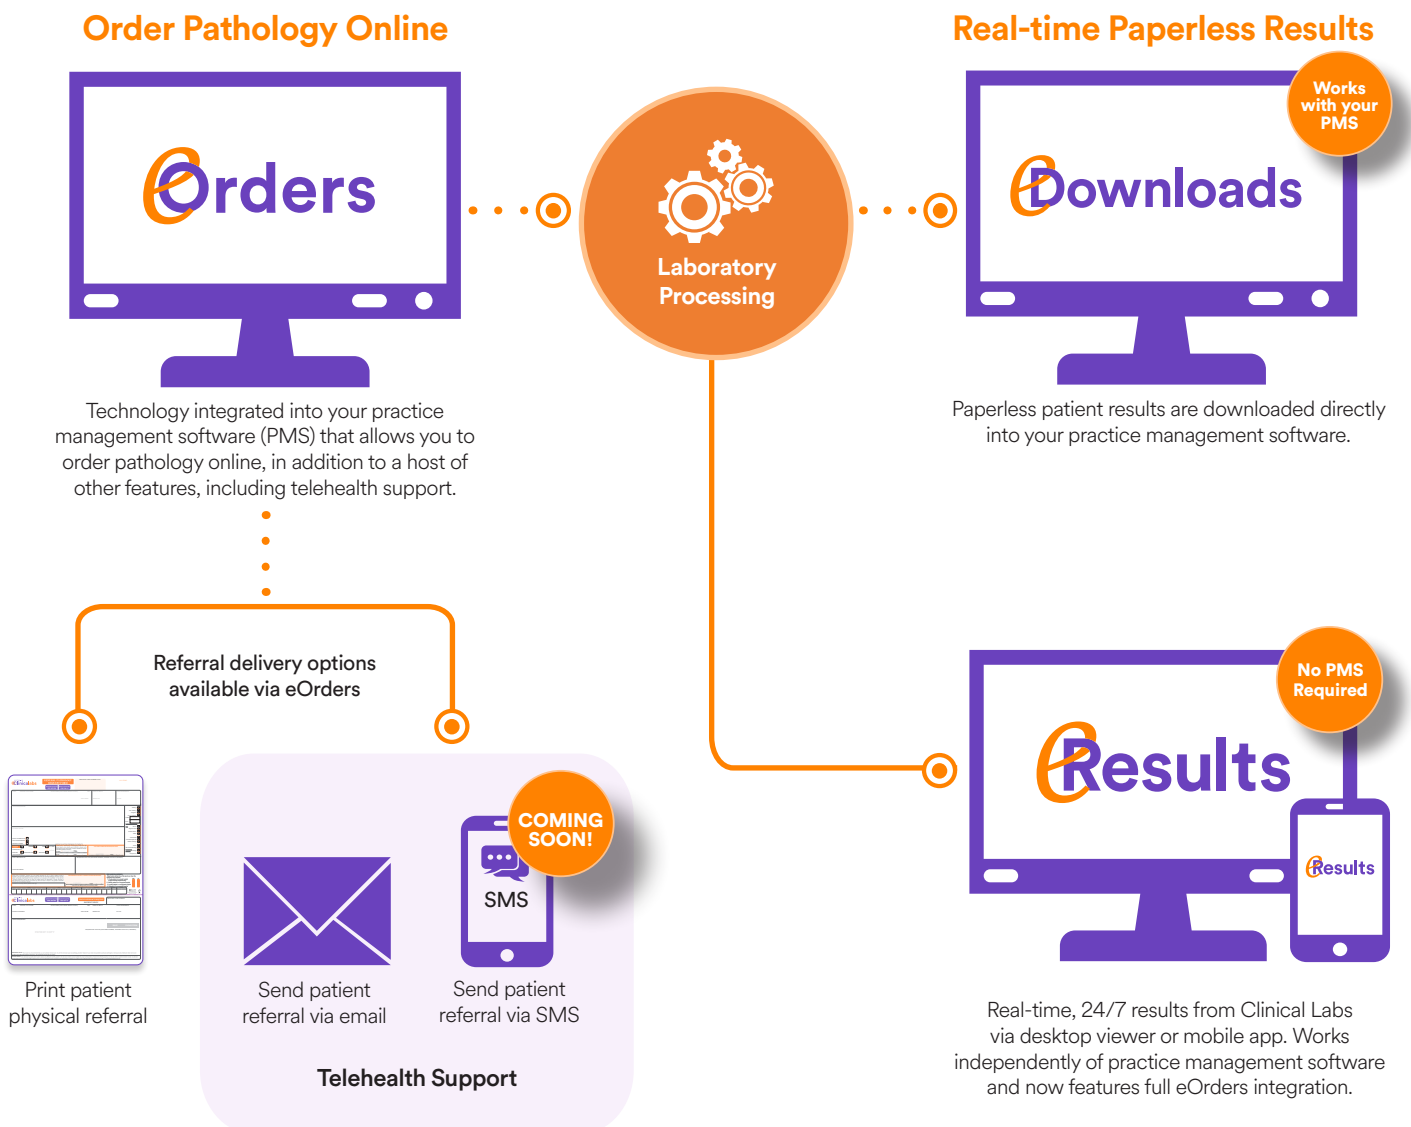 Order Pathology Online
eOrders
Technology integrated into your practice
management software (PMS) that allows you to
order pathology online, in addition to a host of
other features, including telehealth support.
Referral delivery options
available via eOrders
ClinicalLabs
ClinicalLabs
Print patient
physical referral
COMING
SOON!
SMS
Send patient
referral via email
Send patient
referral via SMS
Telehealth Support
Laboratory
Processing
Real-time Paperless Results
Works
with your
PMS
eDownloads
Paperless patient results are downloaded directly
into your practice management software.
No PMS
Required
eResults
eResults
Real-time, 24/7 results from Clinical Labs
via desktop viewer or mobile app. Works
independently of practice management software
and now features full eOrders integration.